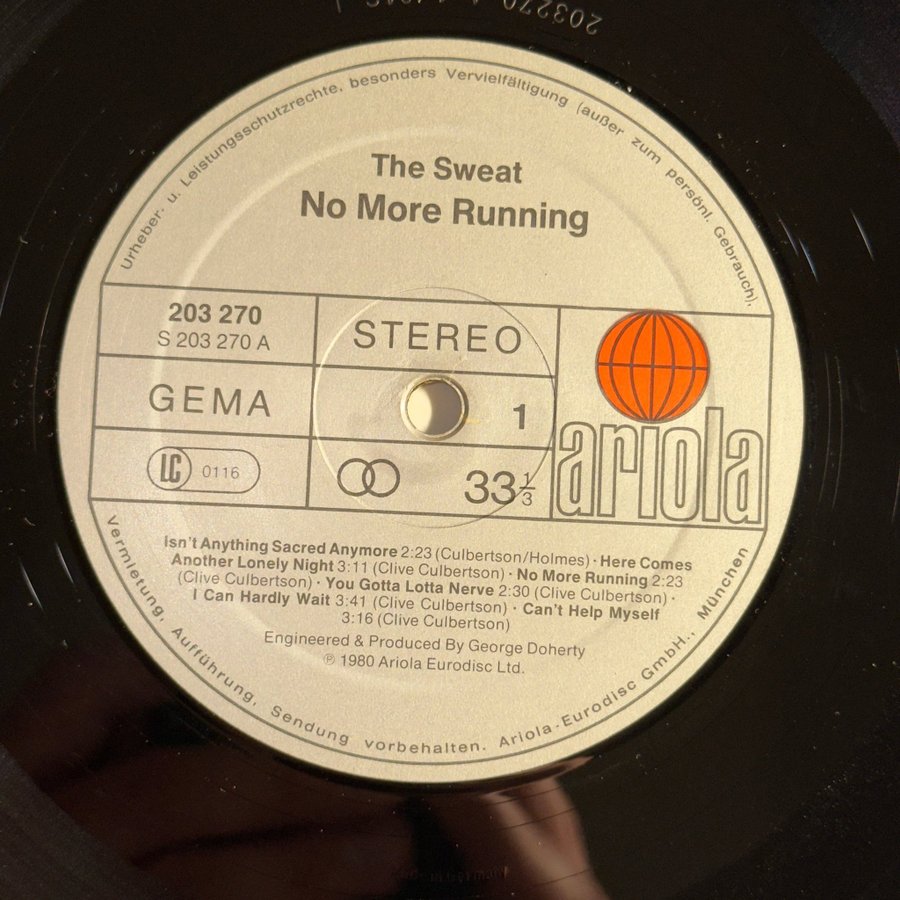 203270
Urheber- u. Leistungsschutzrechte, besonders Vervielfältigung (außer zum persönl. Gebrauch),
The Sweat
No More Running
203 270
S 203 270 A
STEREO
GEMA
1
LC 0116
33 1/3
ariola
Isn't Anything Sacred Anymore 2:23 (Culbertson/Holmes) · Here Comes
Another Lonely Night 3:11 (Clive Culbertson) · No More Running 2:23
(Clive Culbertson) · You Gotta Lotta Nerve 2:30 (Clive Culbertson) ·
I Can Hardly Wait 3:41 (Clive Culbertson) · Can't Help Myself
3:16 (Clive Culbertson)
Engineered & Produced By George Doherty
℗ 1980 Ariola Eurodisc Ltd.
Vermietung, Aufführung, Sendung vorbehalten. Ariola-Eurodisc GmbH., München